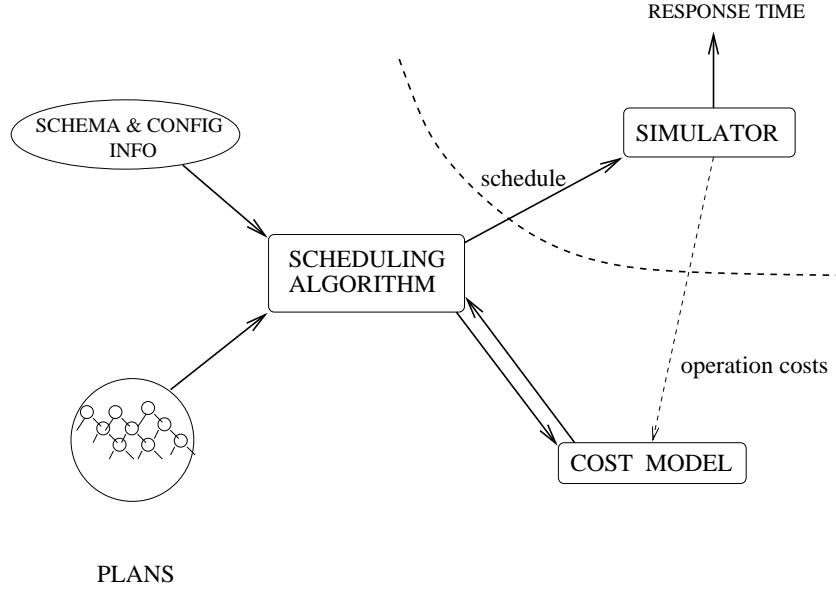 RESPONSE TIME
SCHEMA & CONFIG
INFO
SIMULATOR
schedule
SCHEDULING
ALGORITHM
operation costs
COST MODEL
PLANS